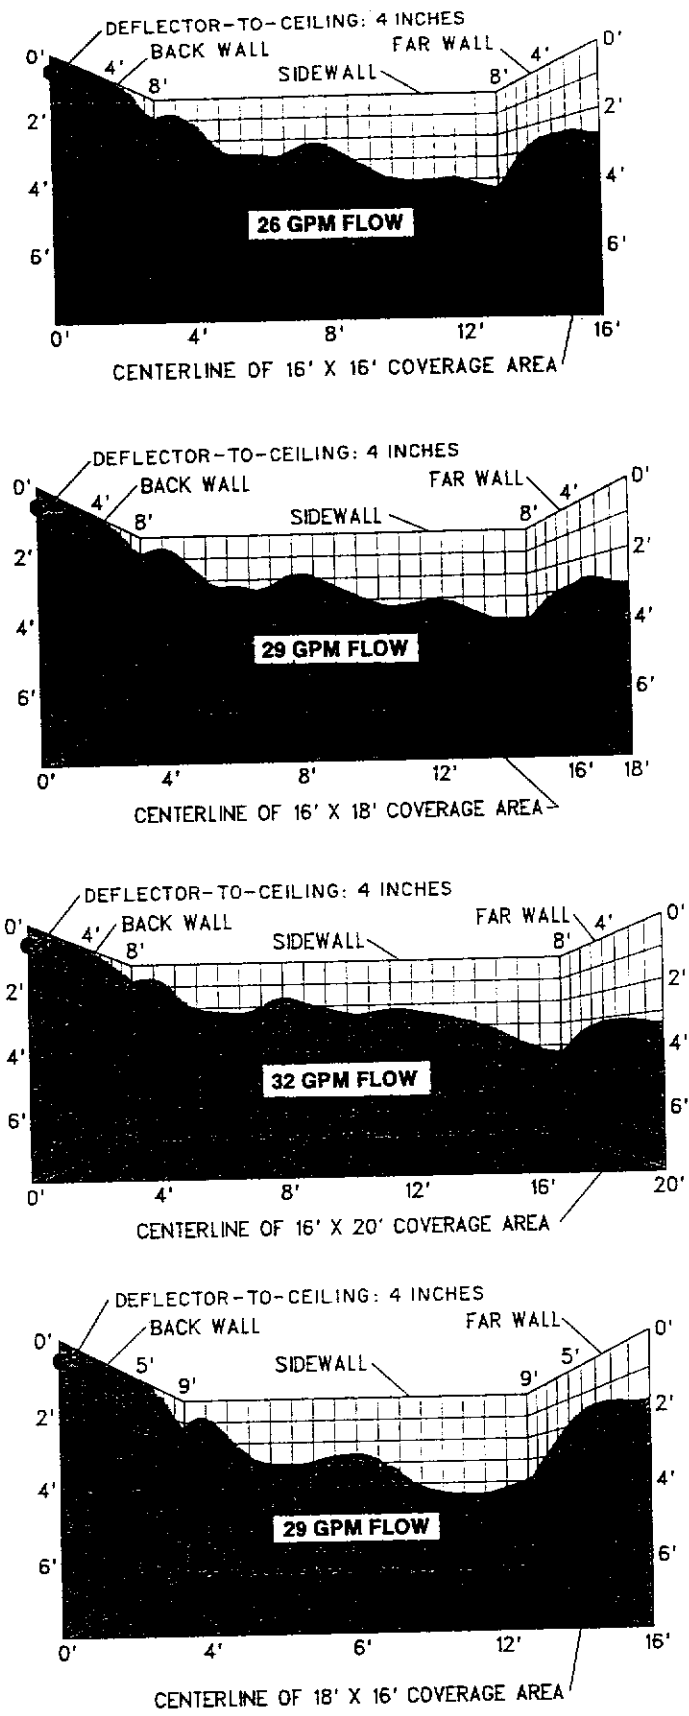 DEFLECTOR-TO-CEILING: 4 INCHES
BACK WALL
FAR WALL
SIDEWALL
0' 4' 8' 8' 4' 0'
2' 2'
4' 4'
6' 6'
26 GPM FLOW
0' 4' 8' 12' 16'
CENTERLINE OF 16' X 16' COVERAGE AREA
DEFLECTOR-TO-CEILING: 4 INCHES
BACK WALL
FAR WALL
SIDEWALL
0' 4' 8' 8' 4' 0'
2' 2'
4' 4'
6' 6'
29 GPM FLOW
0' 4' 8' 12' 16' 18'
CENTERLINE OF 16' X 18' COVERAGE AREA
DEFLECTOR-TO-CEILING: 4 INCHES
BACK WALL
FAR WALL
SIDEWALL
0' 4' 8' 8' 4' 0'
2' 2'
4' 4'
6' 6'
32 GPM FLOW
0' 4' 8' 12' 16' 20'
CENTERLINE OF 16' X 20' COVERAGE AREA
DEFLECTOR-TO-CEILING: 4 INCHES
BACK WALL
FAR WALL
SIDEWALL
0' 5' 9' 9' 5' 0'
2' 2'
4' 4'
6' 6'
29 GPM FLOW
0' 4' 6' 12' 16'
CENTERLINE OF 18' X 16' COVERAGE AREA